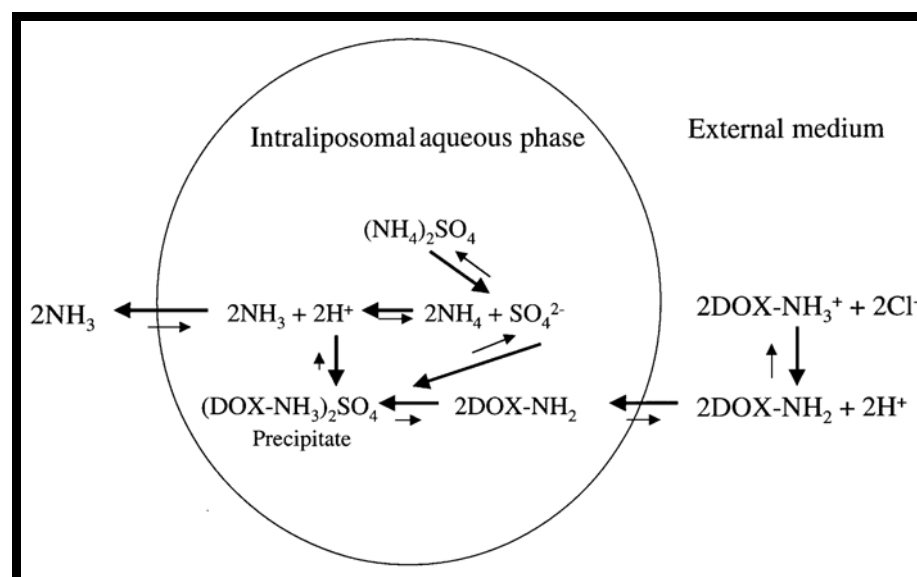 Intraliposomal aqueous phase
External medium
(NH₄)₂SO₄
2NH₃
2NH₃ + 2H⁺
2NH₄ + SO₄²⁻
2DOX-NH₃⁺ + 2Cl⁻
(DOX-NH₃)₂SO₄
2DOX-NH₂
2DOX-NH₂ + 2H⁺
Precipitate